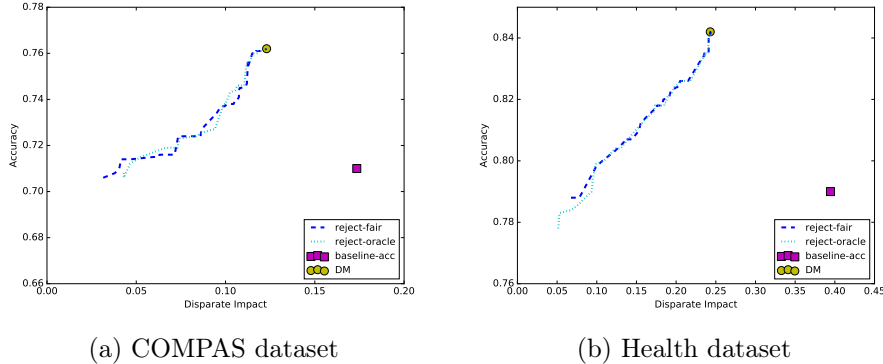 0.78
0.76
0.74
0.72
0.70
0.68
0.66
Accuracy
0.00 0.05 0.10 0.15 0.20
Disparate Impact
reject-fair
reject-oracle
baseline-acc
DM
(a) COMPAS dataset
0.84
0.82
0.80
0.78
0.76
Accuracy
0.00 0.05 0.10 0.15 0.20 0.25 0.30 0.35 0.40 0.45
Disparate Impact
reject-fair
reject-oracle
baseline-acc
DM
(b) Health dataset